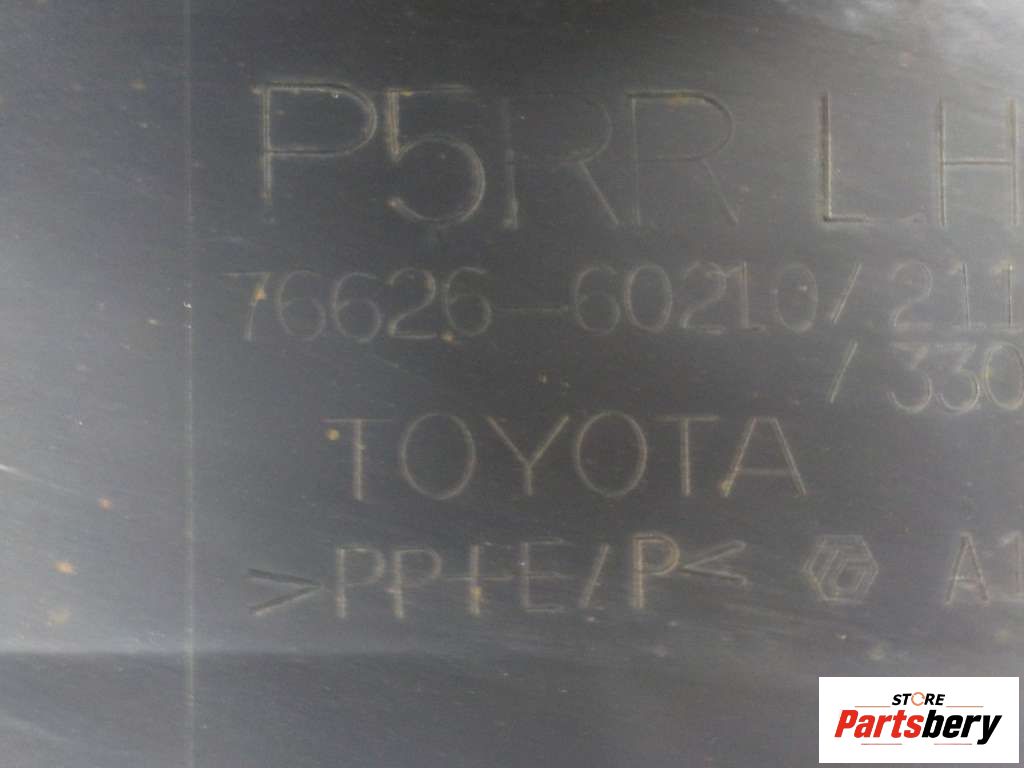 P5RR LH
76626-60210/211
/330
TOYOTA
>PP+E/P< A1
STORE
Partsbery